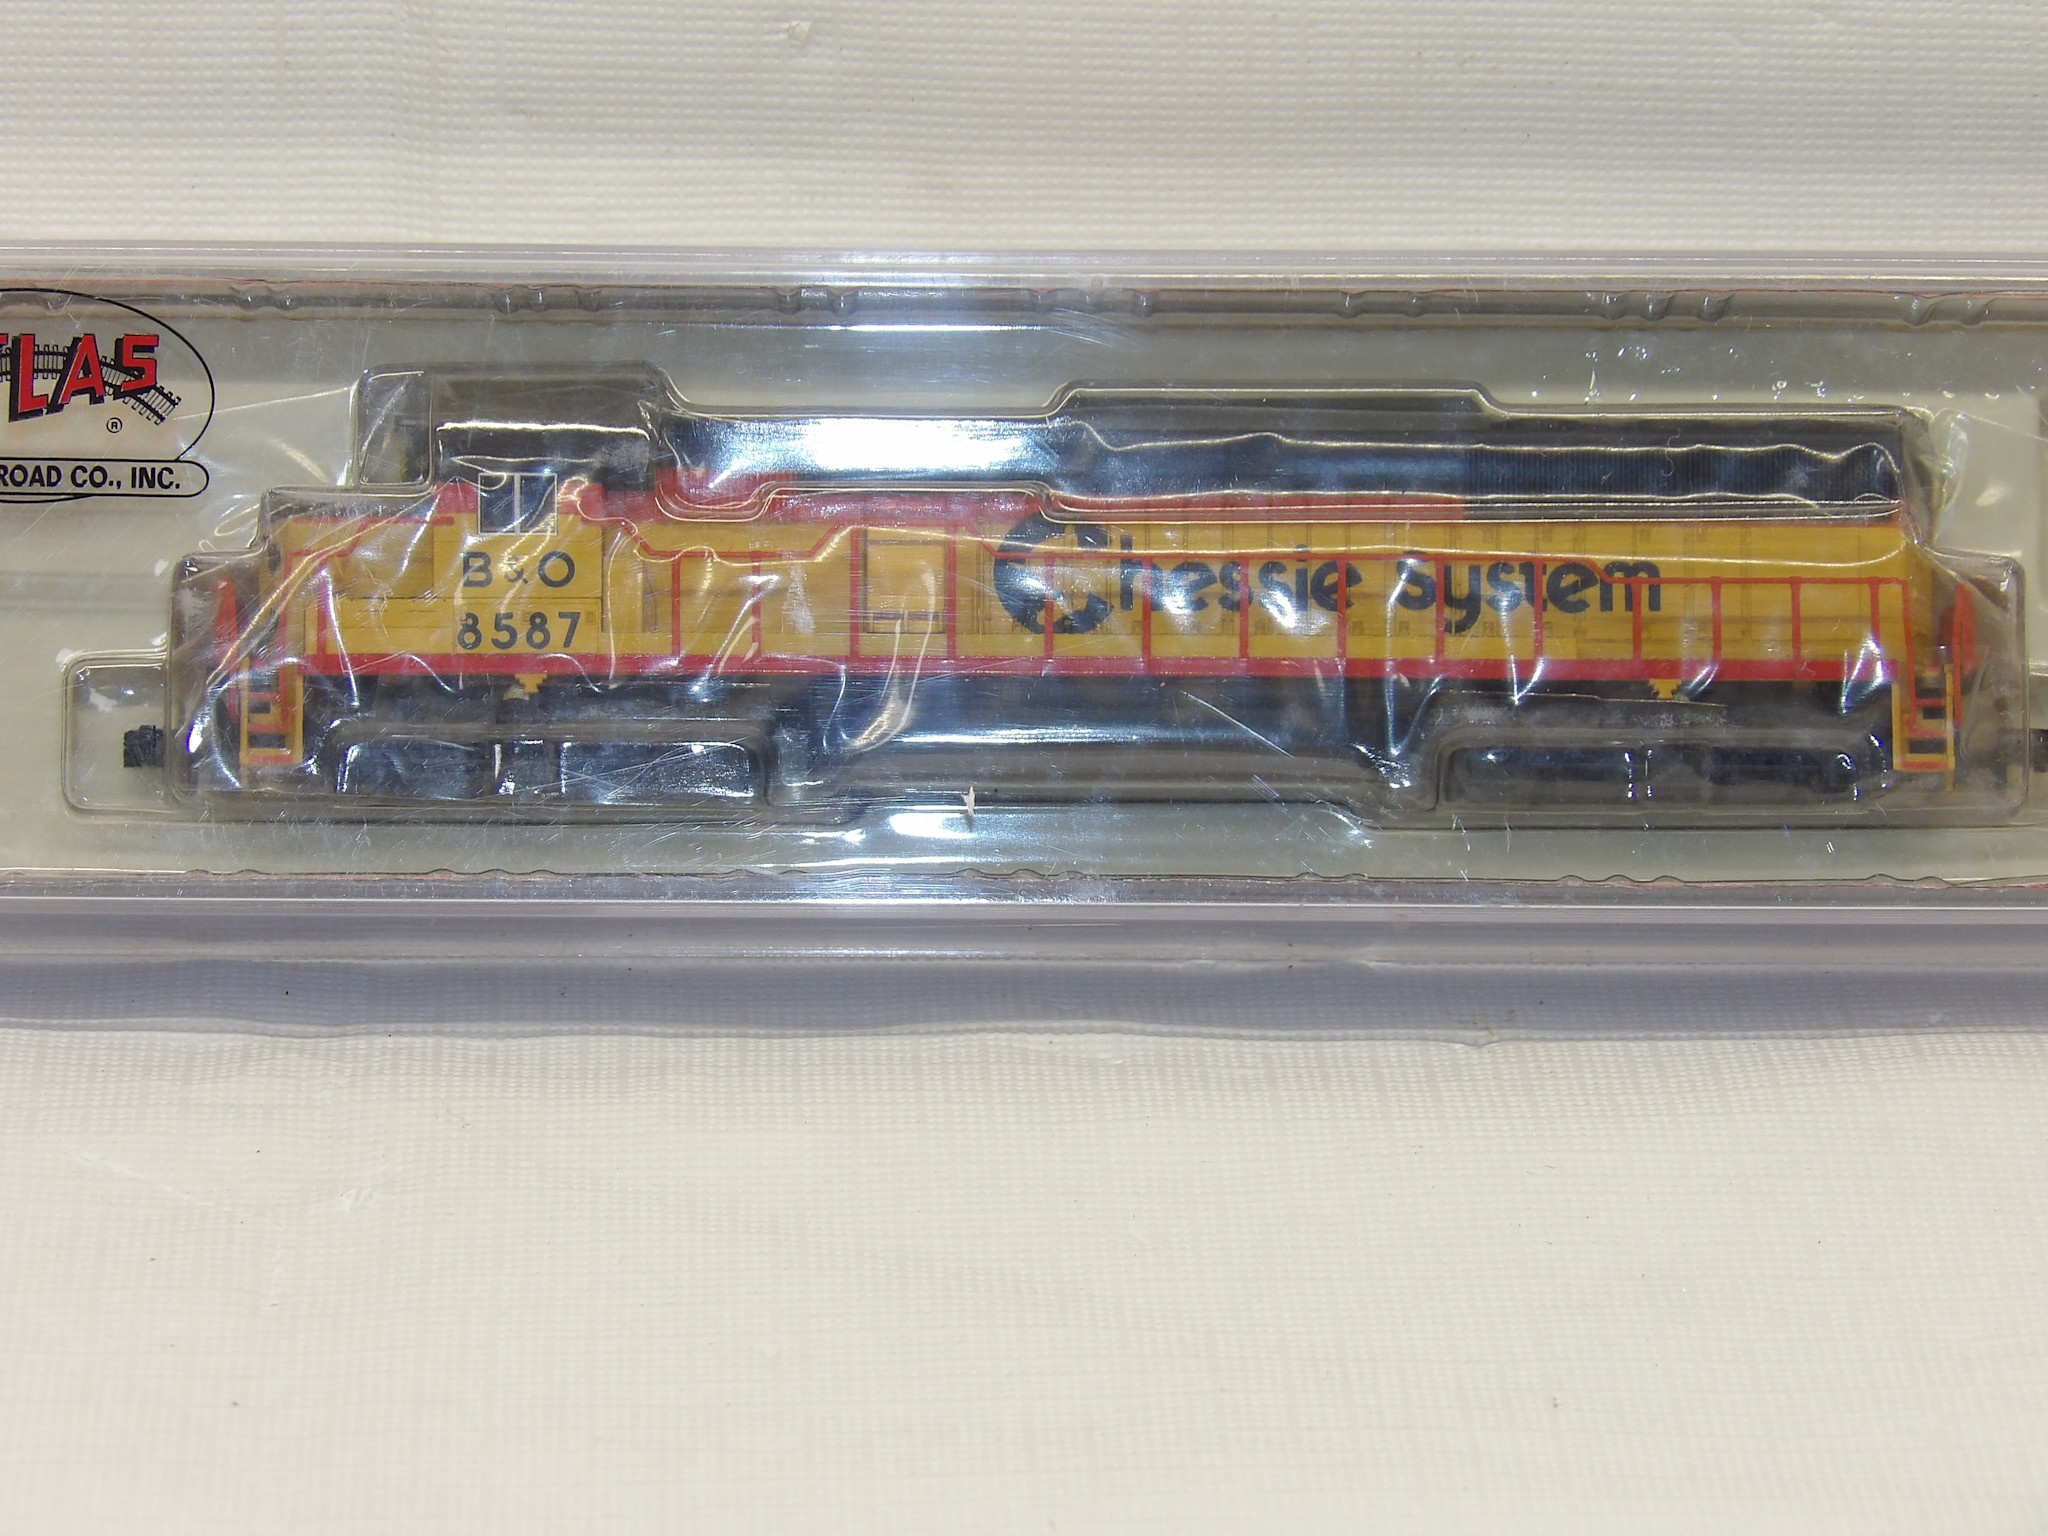 TLAS
®
ROAD CO., INC.
B & O
8587
Chessie System